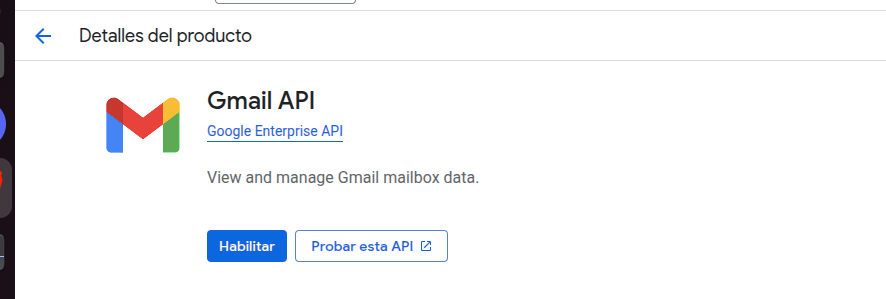 Detalles del producto
Gmail API
Google Enterprise API
View and manage Gmail mailbox data.
Habilitar
Probar esta API